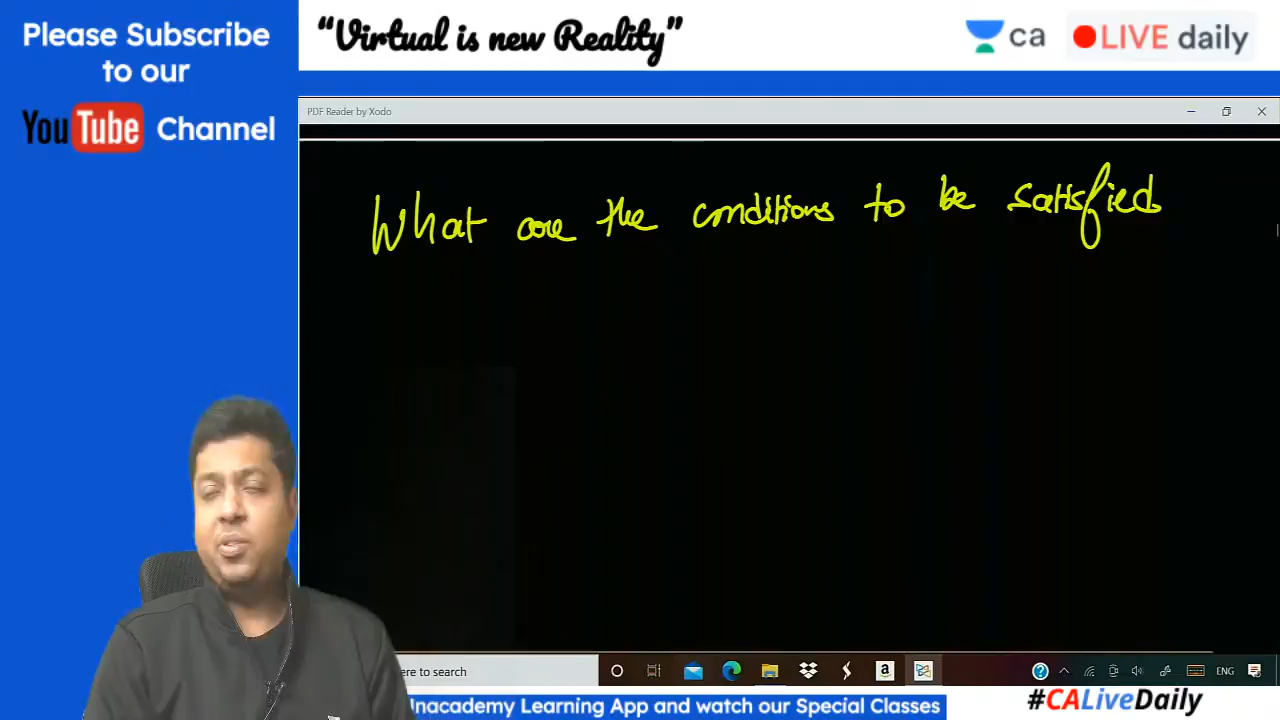 Please Subscribe
to our
YouTube Channel
“Virtual is new Reality”
ca
LIVE daily
PDF Reader by Xodo
What are the conditions to be satisfied
ere to search
a
ENG
Inacademy Learning App and watch our Special Classes
#CALiveDaily